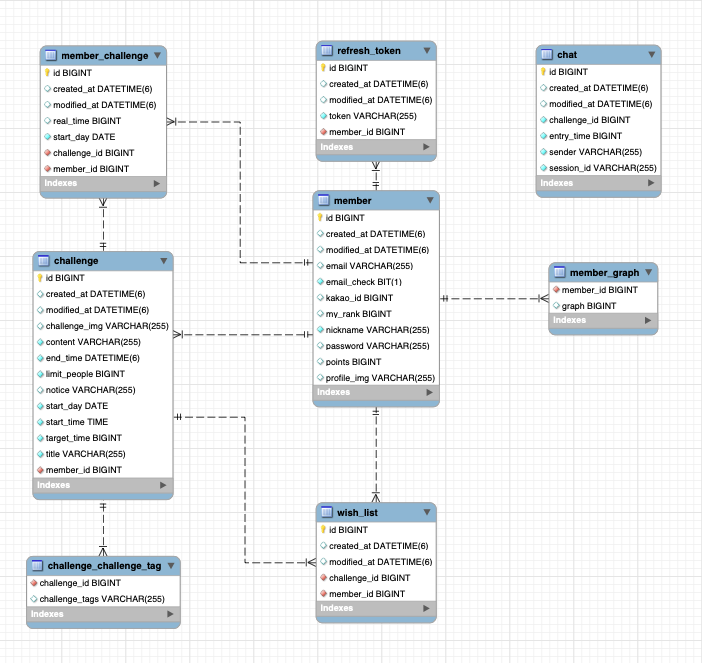 member_challenge
id BIGINT
created_at DATETIME(6)
modified_at DATETIME(6)
real_time BIGINT
start_day DATE
challenge_id BIGINT
member_id BIGINT
Indexes
refresh_token
id BIGINT
created_at DATETIME(6)
modified_at DATETIME(6)
token VARCHAR(255)
member_id BIGINT
Indexes
chat
id BIGINT
created_at DATETIME(6)
modified_at DATETIME(6)
challenge_id BIGINT
entry_time BIGINT
sender VARCHAR(255)
session_id VARCHAR(255)
Indexes
member
id BIGINT
created_at DATETIME(6)
modified_at DATETIME(6)
email VARCHAR(255)
email_check BIT(1)
kakao_id BIGINT
my_rank BIGINT
nickname VARCHAR(255)
password VARCHAR(255)
points BIGINT
profile_img VARCHAR(255)
Indexes
challenge
id BIGINT
created_at DATETIME(6)
modified_at DATETIME(6)
challenge_img VARCHAR(255)
content VARCHAR(255)
end_time DATETIME(6)
limit_people BIGINT
notice VARCHAR(255)
start_day DATE
start_time TIME
target_time BIGINT
title VARCHAR(255)
member_id BIGINT
Indexes
member_graph
member_id BIGINT
graph BIGINT
Indexes
wish_list
id BIGINT
created_at DATETIME(6)
modified_at DATETIME(6)
challenge_id BIGINT
member_id BIGINT
Indexes
challenge_challenge_tag
challenge_id BIGINT
challenge_tags VARCHAR(255)
Indexes